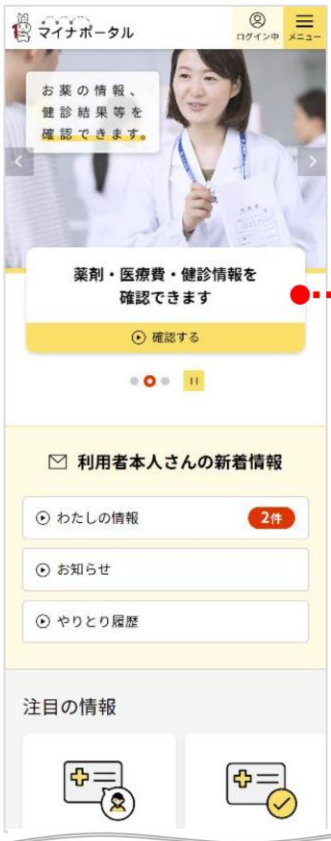 マイナポータル
ログイン中
メニュー
お薬の情報、
健診結果等を
確認できます。
薬剤・医療費・健診情報を
確認できます
確認する
利用者本人さんの新着情報
わたしの情報
2件
お知らせ
やりとり履歴
注目の情報